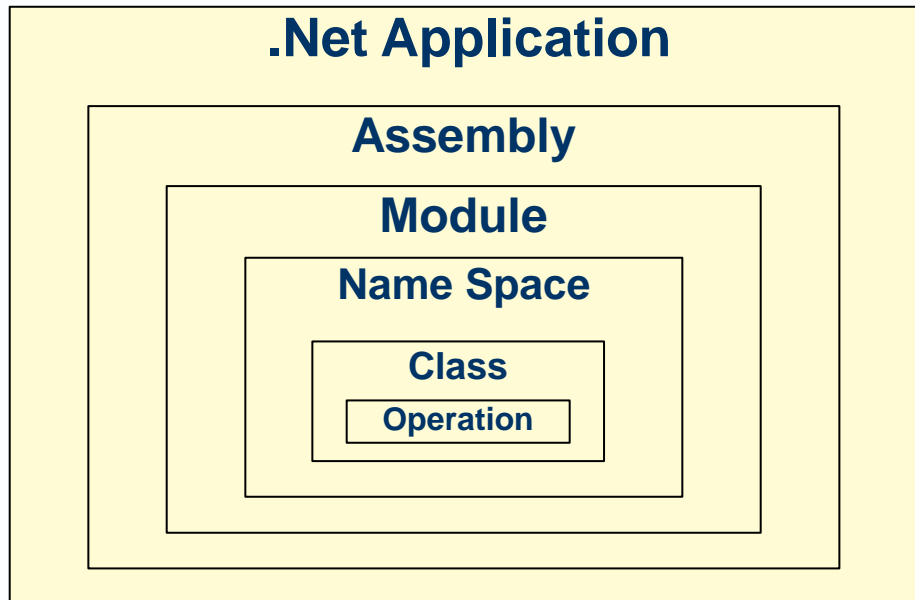 .Net Application
Assembly
Module
Name Space
Class
Operation